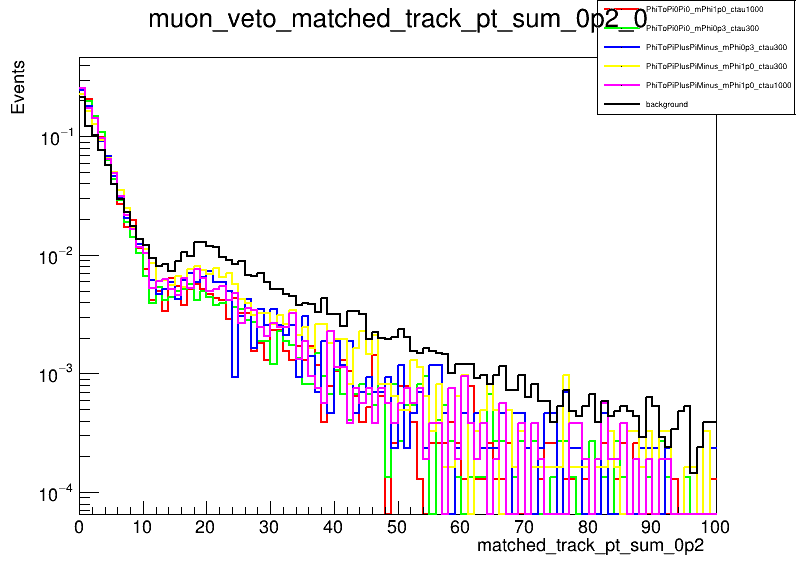 muon_veto_matched_track_pt_sum_0p2_0
PhiToPi0Pi0_mPhi1p0_ctau1000
PhiToPi0Pi0_mPhi0p3_ctau300
PhiToPiPlusPiMinus_mPhi0p3_ctau300
PhiToPiPlusPiMinus_mPhi1p0_ctau300
PhiToPiPlusPiMinus_mPhi1p0_ctau1000
background
Events
10⁻¹
10⁻²
10⁻³
10⁻⁴
0 10 20 30 40 50 60 70 80 90 100
matched_track_pt_sum_0p2